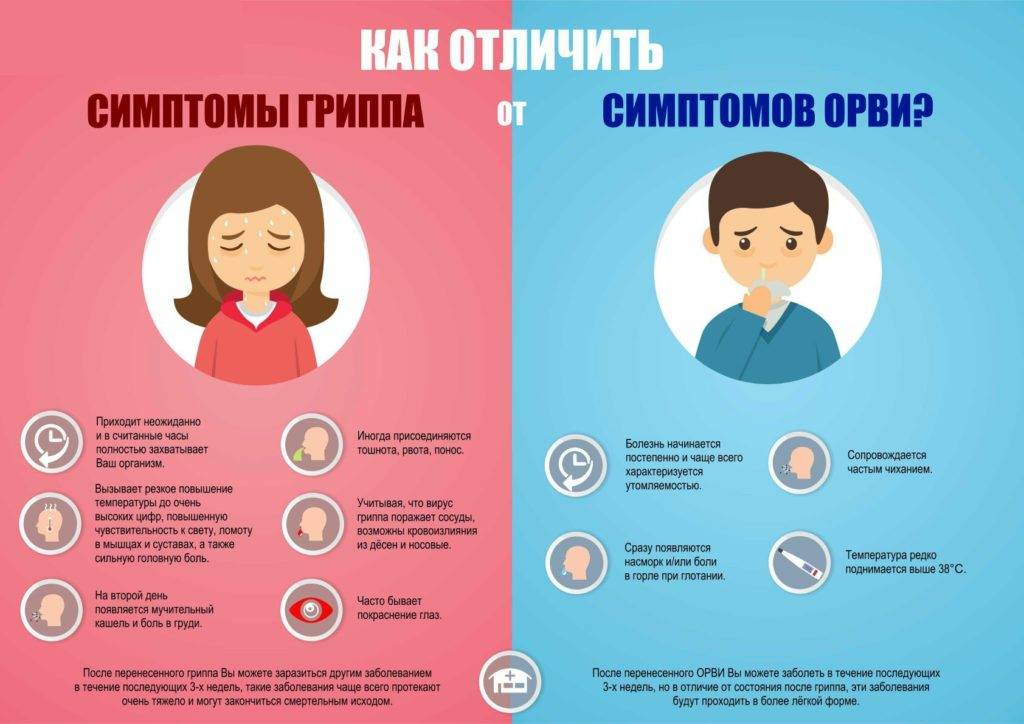 КАК ОТЛИЧИТЬ
СИМПТОМЫ ГРИППА
от
СИМПТОМОВ ОРВИ?
Приходит неожиданно
и в считанные часы
полностью захватывает
Ваш организм.
Вызывает резкое повышение
температуры до очень
высоких цифр, повышенную
чувствительность к свету, ломоту
в мышцах и суставах, а также
сильную головную боль.
На второй день
появляется мучительный
кашель и боль в груди.
Иногда присоединяются
тошнота, рвота, понос.
Учитывая, что вирус
гриппа поражает сосуды,
возможны кровоизлияния
из дёсен и носовые.
Часто бывает
покраснение глаз.
После перенесенного гриппа Вы можете заразиться другим заболеванием
в течение последующих 3-х недель, такие заболевания чаще всего протекают
очень тяжело и могут закончиться смертельным исходом.
Болезнь начинается
постепенно и чаще всего
характеризуется
утомляемостью.
Сразу появляются
насморк и/или боли
в горле при глотании.
Сопровождается
частым чиханием.
Температура редко
поднимается выше 38°С.
После перенесенного ОРВИ Вы можете заболеть в течение последующих
3-х недель, но в отличие от состояния после гриппа, эти заболевания
будут проходить в более лёгкой форме.